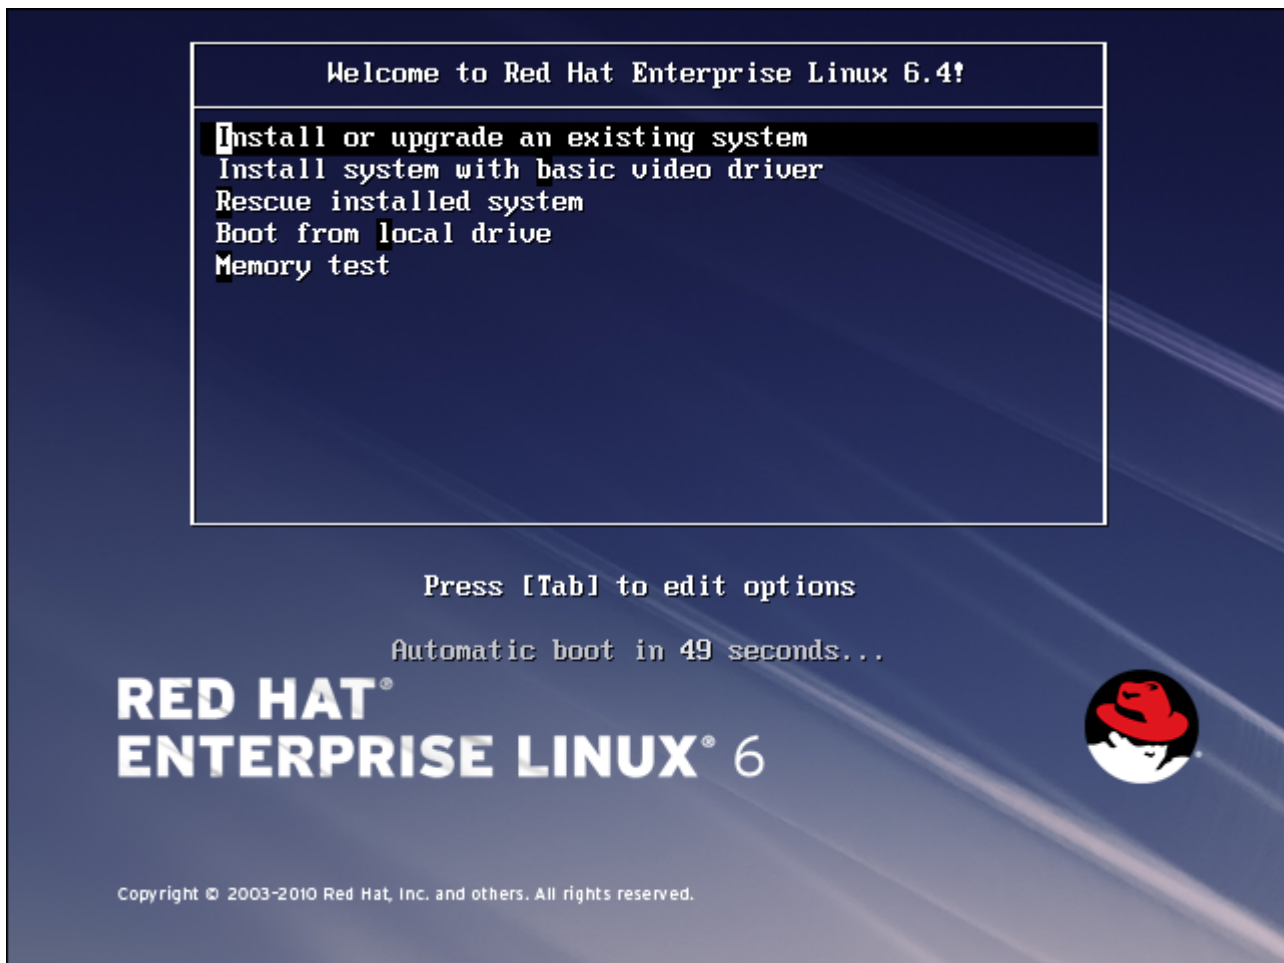 Welcome to Red Hat Enterprise Linux 6.4!
Install or upgrade an existing system
Install system with basic video driver
Rescue installed system
Boot from local drive
Memory test
Press [Tab] to edit options
Automatic boot in 49 seconds...
RED HAT®
ENTERPRISE LINUX® 6
Copyright © 2003-2010 Red Hat, Inc. and others. All rights reserved.